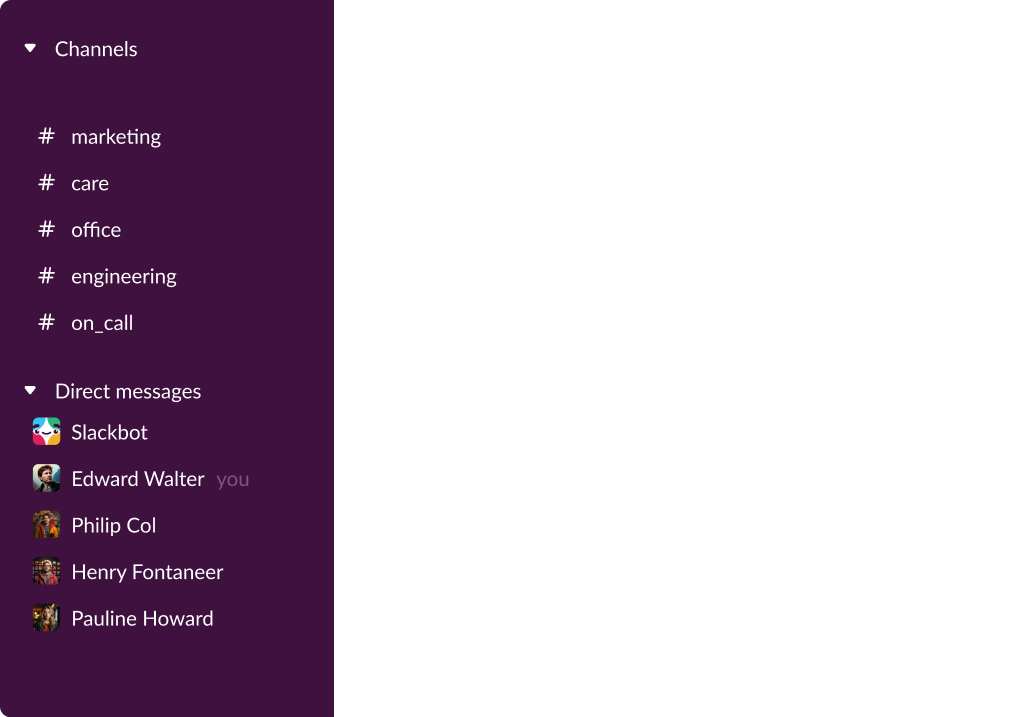 Channels
# marketing
# care
# office
# engineering
# on_call
Direct messages
Slackbot
Edward Walter you
Philip Col
Henry Fontaneer
Pauline Howard